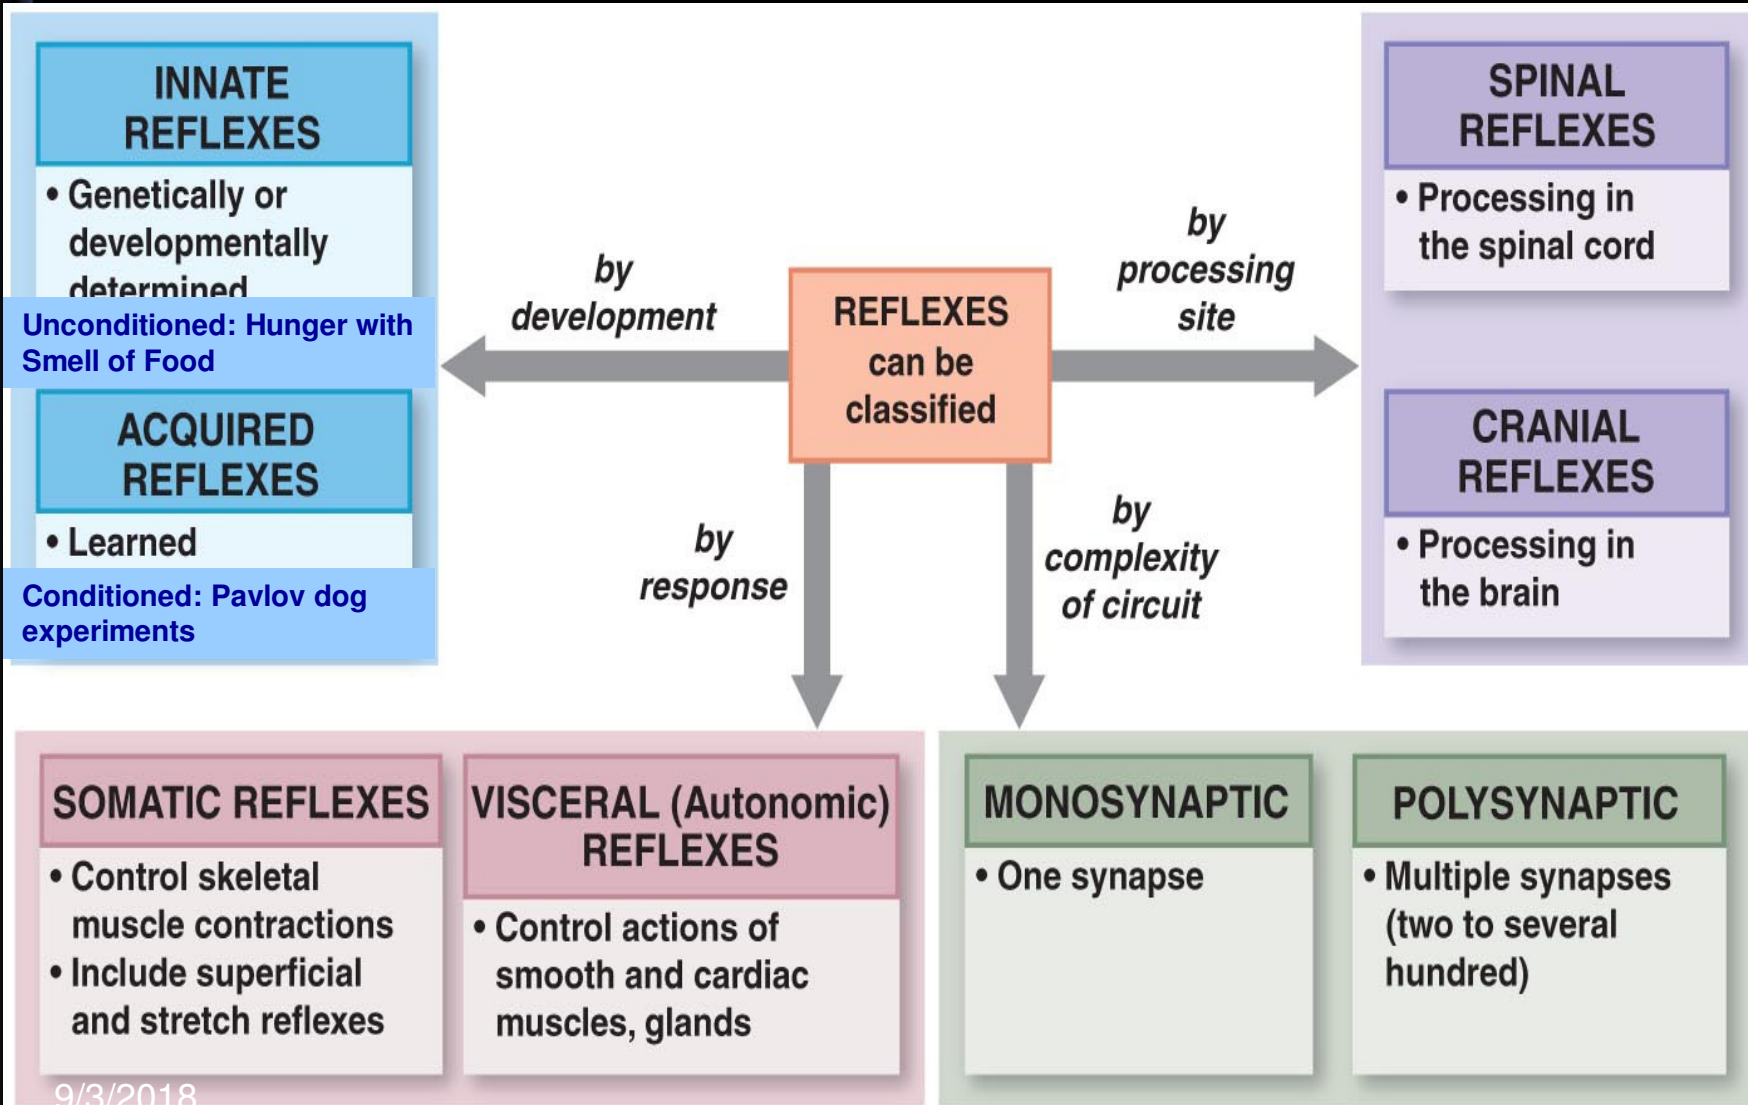 INNATE
REFLEXES
• Genetically or
developmentally
determined
Unconditioned: Hunger with
Smell of Food
ACQUIRED
REFLEXES
• Learned
Conditioned: Pavlov dog
experiments
by
development
REFLEXES
can be
classified
by
processing
site
SPINAL
REFLEXES
• Processing in
the spinal cord
CRANIAL
REFLEXES
• Processing in
the brain
by
response
by
complexity
of circuit
SOMATIC REFLEXES
• Control skeletal
muscle contractions
• Include superficial
and stretch reflexes
VISCERAL (Autonomic)
REFLEXES
• Control actions of
smooth and cardiac
muscles, glands
MONOSYNAPTIC
• One synapse
POLYSYNAPTIC
• Multiple synapses
(two to several
hundred)
9/3/2018